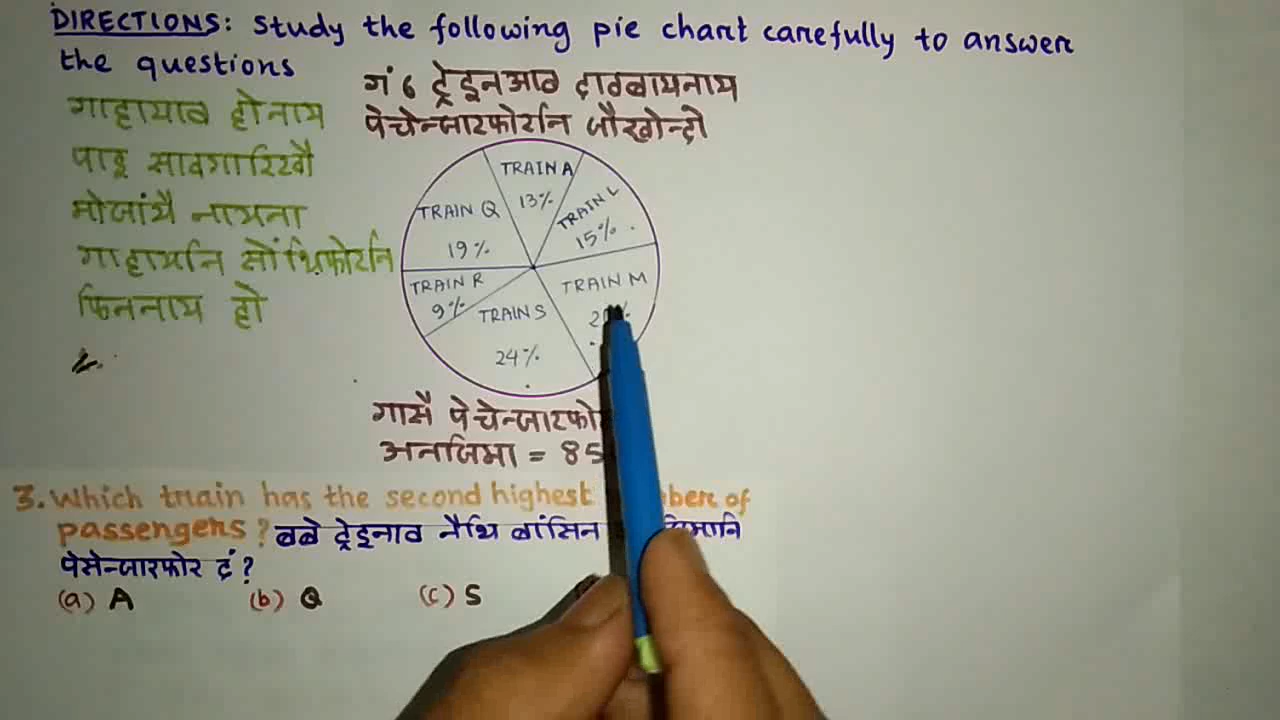 DIRECTIONS: Study the following pie chart carefully to answer
the questions
गाहायाव होनाय
पाइ सावगारिखौ
मोजाङै नायना
गाहायनि सोंथिफोरनि
फिननाय हो
गं 6 ट्रेइनआव दावबायनाय
पेसेन्जारफोरनि जौखोन्दो
TRAIN A
13%
TRAIN L
15%
TRAIN Q
19%
TRAIN M
TRAIN R
9%
TRAIN S
24%
गासै
अनजिमा = 85
3. Which train has the second highest
passengers? बबे ट्रेइनाव नैथि बांसिन
पेसेन्जारफोर दं?
(a) A (b) Q (c) S